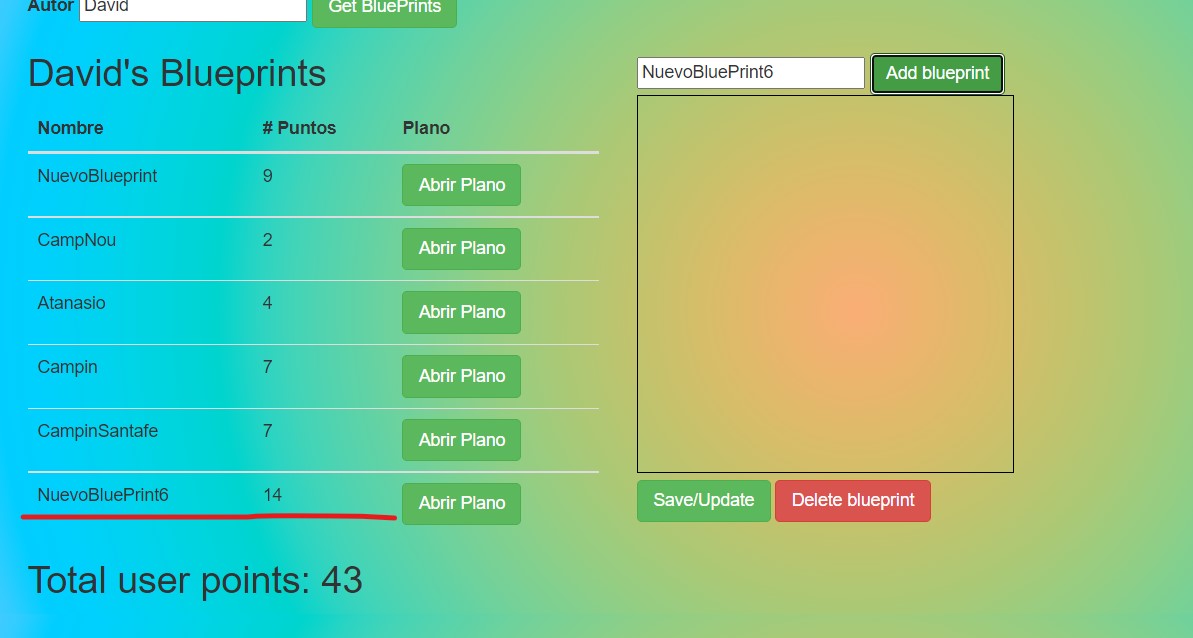 Autor David Get BluePrints
David's Blueprints
Nombre # Puntos Plano
NuevoBlueprint 9 Abrir Plano
CampNou 2 Abrir Plano
Atanasio 4 Abrir Plano
Campin 7 Abrir Plano
CampinSantafe 7 Abrir Plano
NuevoBluePrint6 14 Abrir Plano
Total user points: 43
NuevoBluePrint6 Add blueprint
Save/Update Delete blueprint